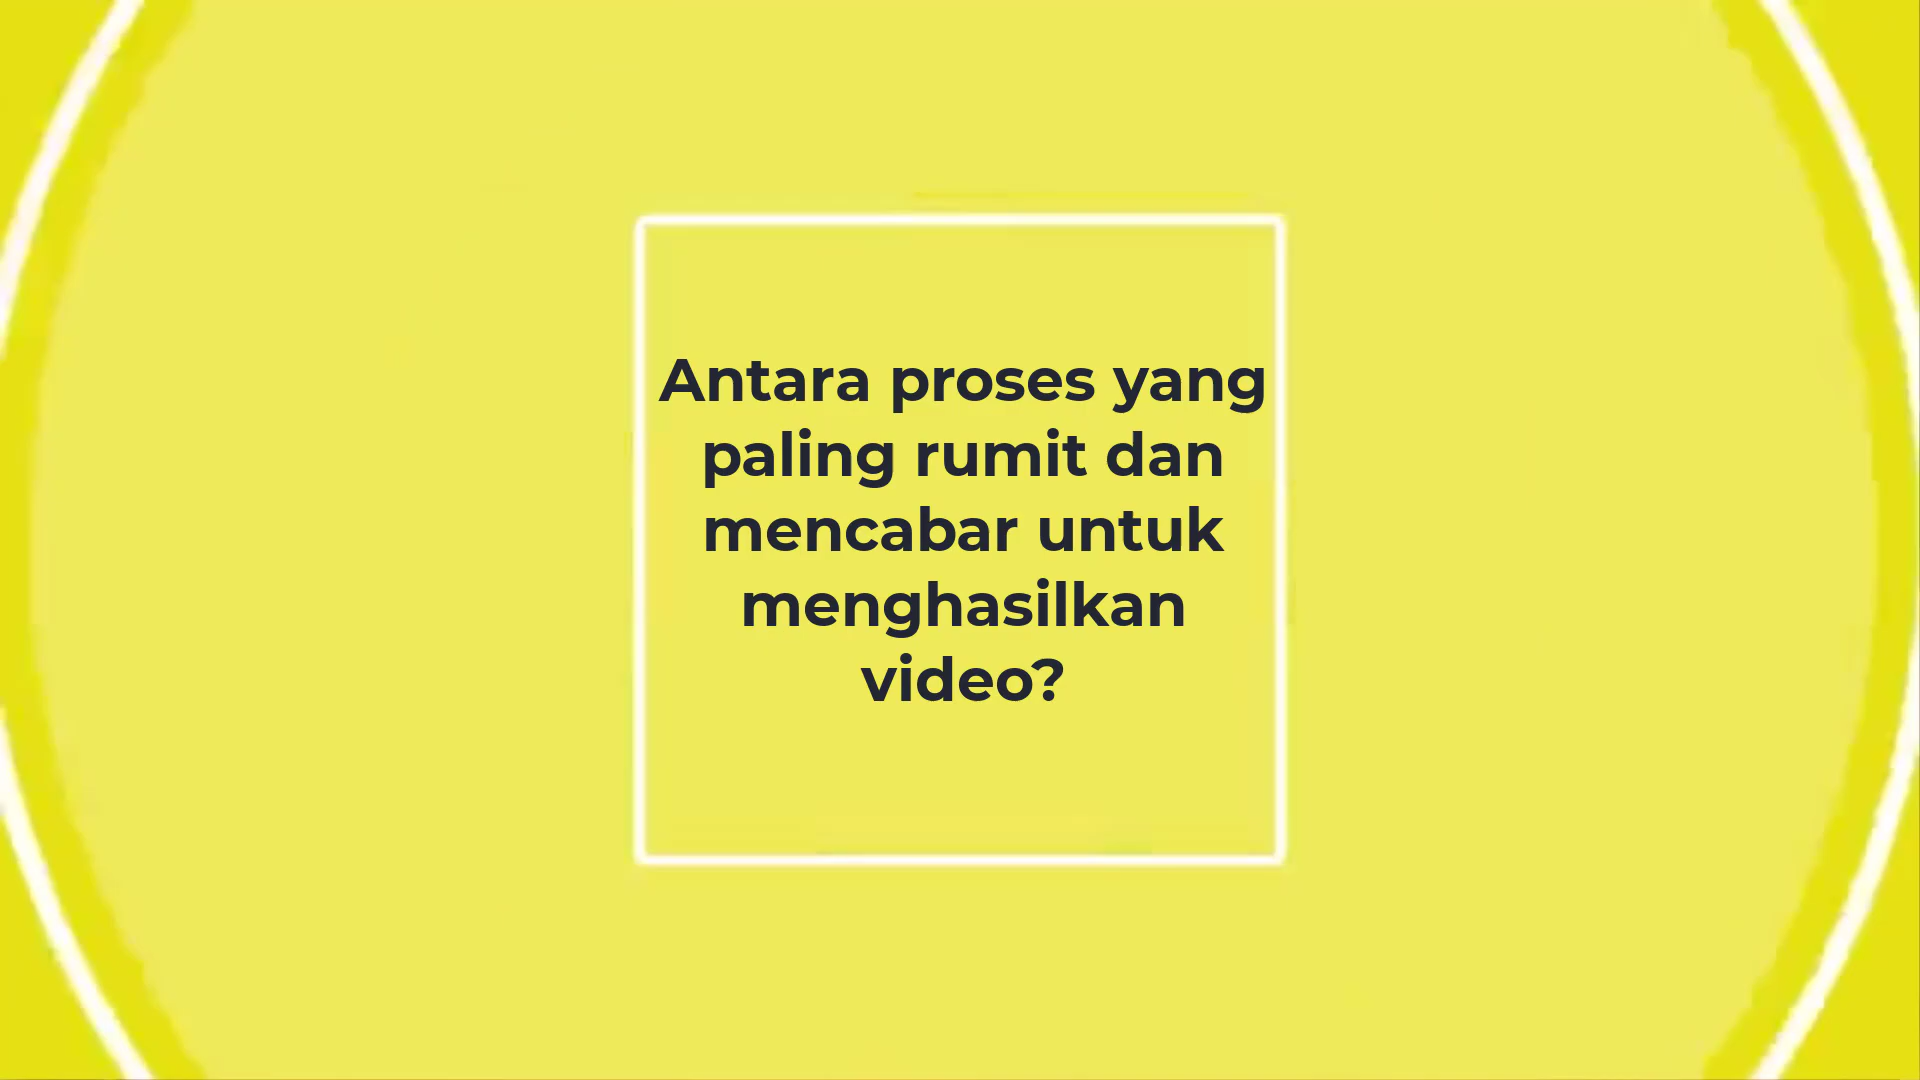 Antara proses yang
paling rumit dan
mencabar untuk
menghasilkan
video?